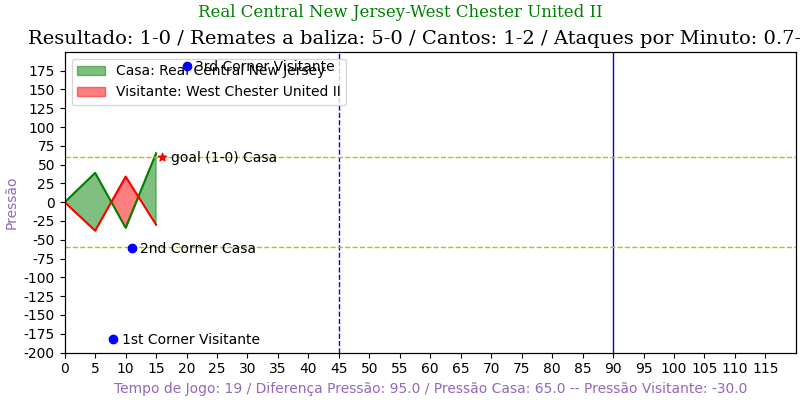 Real Central New Jersey-West Chester United II
Resultado: 1-0 / Remates a baliza: 5-0 / Cantos: 1-2 / Ataques por Minuto: 0.7-
Casa: Real Central New Jersey
Visitante: West Chester United II
3rd Corner Visitante
goal (1-0) Casa
2nd Corner Casa
1st Corner Visitante
Pressão
175
150
125
100
75
50
25
0
-25
-50
-75
-100
-125
-150
-175
-200
0 5 10 15 20 25 30 35 40 45 50 55 60 65 70 75 80 85 90 95 100 105 110 115
Tempo de Jogo: 19 / Diferença Pressão: 95.0 / Pressão Casa: 65.0 -- Pressão Visitante: -30.0